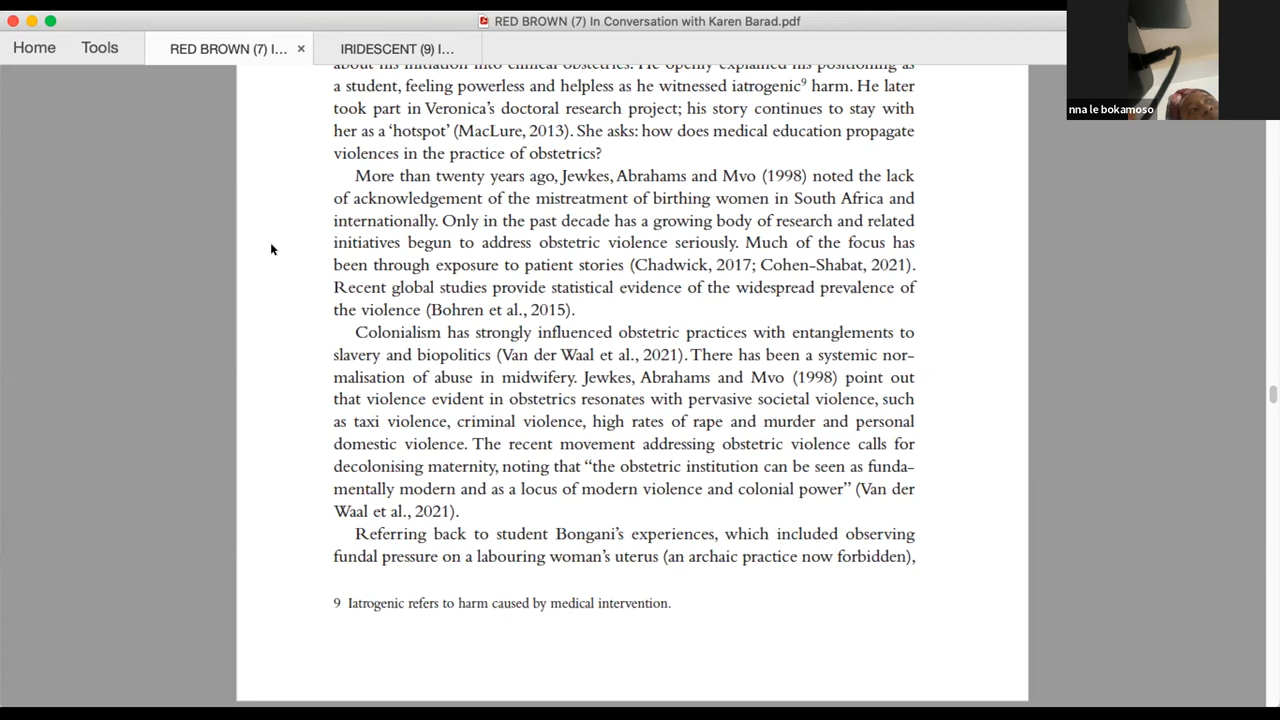 RED BROWN (7) In Conversation with Karen Barad.pdf
Home Tools RED BROWN (7) I... × IRIDESCENT (9) I...
nna le bokamoso
about his initiation into clinical obstetrics. He openly explained his positioning as
a student, feeling powerless and helpless as he witnessed iatrogenic⁹ harm. He later
took part in Veronica’s doctoral research project; his story continues to stay with
her as a ‘hotspot’ (MacLure, 2013). She asks: how does medical education propagate
violences in the practice of obstetrics?
More than twenty years ago, Jewkes, Abrahams and Mvo (1998) noted the lack
of acknowledgement of the mistreatment of birthing women in South Africa and
internationally. Only in the past decade has a growing body of research and related
initiatives begun to address obstetric violence seriously. Much of the focus has
been through exposure to patient stories (Chadwick, 2017; Cohen-Shabat, 2021).
Recent global studies provide statistical evidence of the widespread prevalence of
the violence (Bohren et al., 2015).
Colonialism has strongly influenced obstetric practices with entanglements to
slavery and biopolitics (Van der Waal et al., 2021). There has been a systemic nor-
malisation of abuse in midwifery. Jewkes, Abrahams and Mvo (1998) point out
that violence evident in obstetrics resonates with pervasive societal violence, such
as taxi violence, criminal violence, high rates of rape and murder and personal
domestic violence. The recent movement addressing obstetric violence calls for
decolonising maternity, noting that “the obstetric institution can be seen as funda-
mentally modern and as a locus of modern violence and colonial power” (Van der
Waal et al., 2021).
Referring back to student Bongani’s experiences, which included observing
fundal pressure on a labouring woman’s uterus (an archaic practice now forbidden),
9 Iatrogenic refers to harm caused by medical intervention.